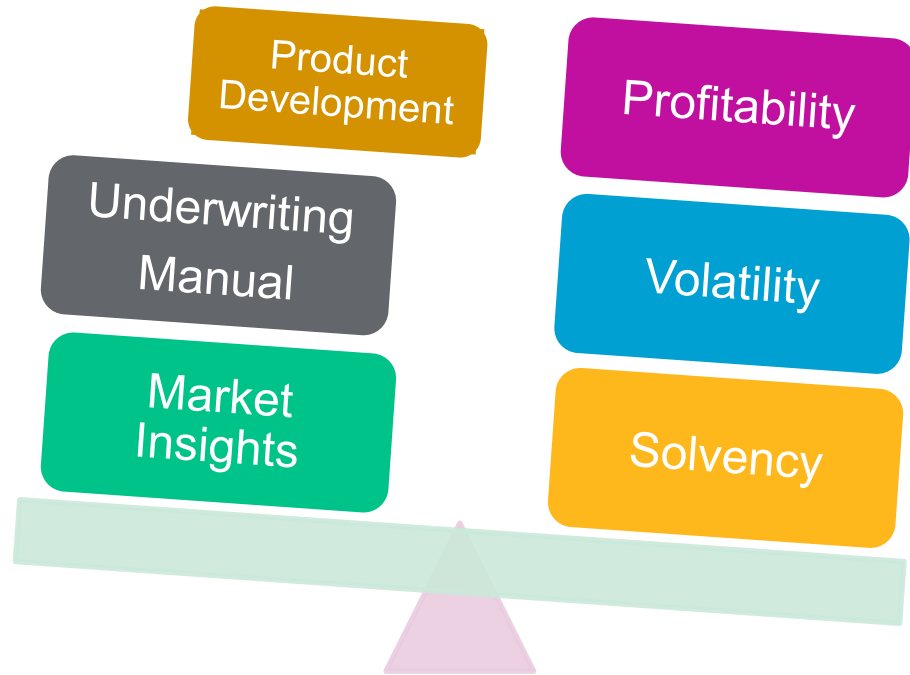 Product
Development
Underwriting
Manual
Market
Insights
Profitability
Volatility
Solvency